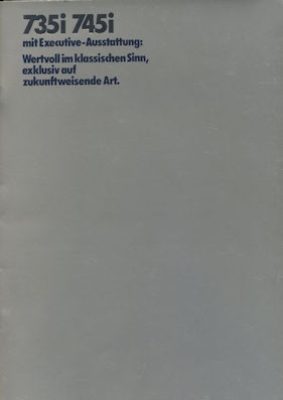 735i 745i
mit Executive-Ausstattung:
Wertvoll im klassischen Sinn,
exklusiv auf
zukunftweisende Art.